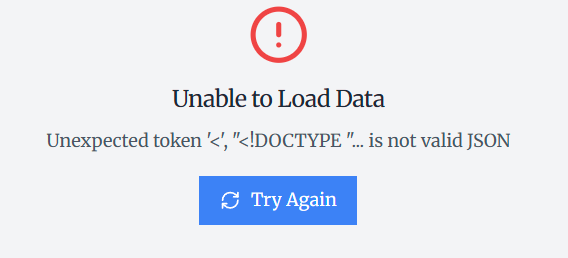 Unable to Load Data
Unexpected token '<', "<!DOCTYPE "... is not valid JSON
Try Again